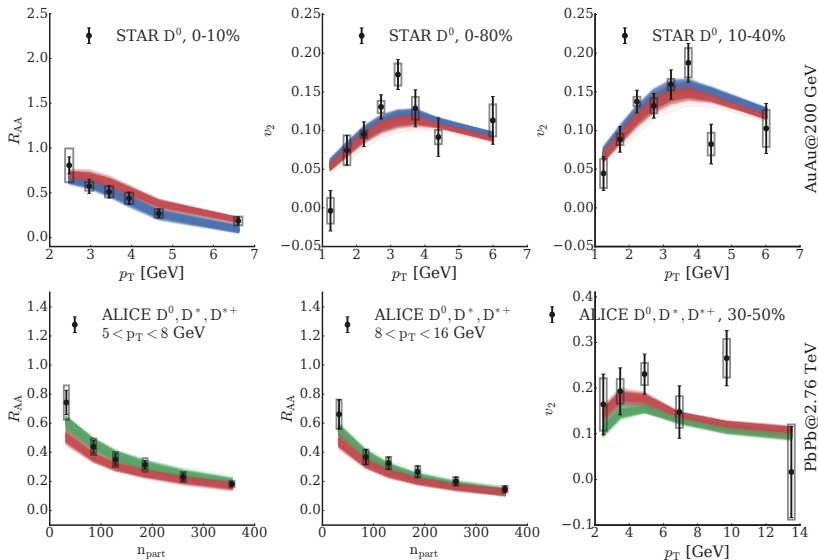 STAR D⁰, 0-10%
R_AA
2.5
2.0
1.5
1.0
0.5
0.0
2 3 4 5 6 7
p_T [GeV]
STAR D⁰, 0-80%
v₂
0.25
0.20
0.15
0.10
0.05
0.00
−0.05
0 1 2 3 4 5 6 7
p_T [GeV]
STAR D⁰, 10-40%
v₂
0.25
0.20
0.15
0.10
0.05
0.00
−0.05
1 2 3 4 5 6 7
p_T [GeV]
AuAu@200 GeV
ALICE D⁰, D*, D*⁺
5 < p_T < 8 GeV
R_AA
1.4
1.2
1.0
0.8
0.6
0.4
0.2
0.0
0 100 200 300 400
n_part
ALICE D⁰, D*, D*⁺
8 < p_T < 16 GeV
R_AA
1.4
1.2
1.0
0.8
0.6
0.4
0.2
0.0
0 100 200 300 400
n_part
ALICE D⁰, D*, D*⁺, 30-50%
v₂
0.4
0.3
0.2
0.1
0.0
−0.1
2 4 6 8 10 12 14
p_T [GeV]
PbPb@2.76 TeV